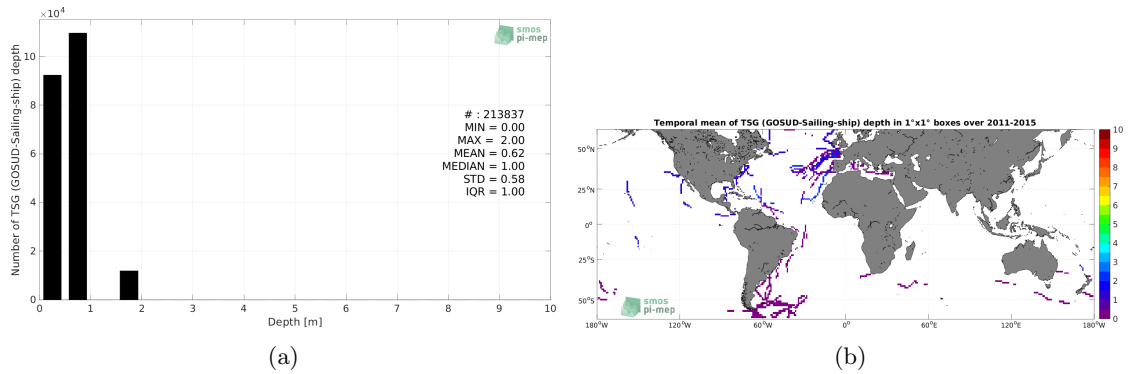 ×10⁴
Number of TSG (GOSUD-Sailing-ship) depth
10
8
6
4
2
0
smos
pi-mep
# : 213837
MIN = 0.00
MAX = 2.00
MEAN = 0.62
MEDIAN = 1.00
STD = 0.58
IQR = 1.00
0 1 2 3 4 5 6 7 8 9 10
Depth [m]
(a)
Temporal mean of TSG (GOSUD-Sailing-ship) depth in 1°x1° boxes over 2011-2015
50°N
25°N
0°
25°S
50°S
smos
pi-mep
180°W 120°W 60°W 0° 60°E 120°E 180°W
10
9
8
7
6
5
4
3
2
1
0
(b)